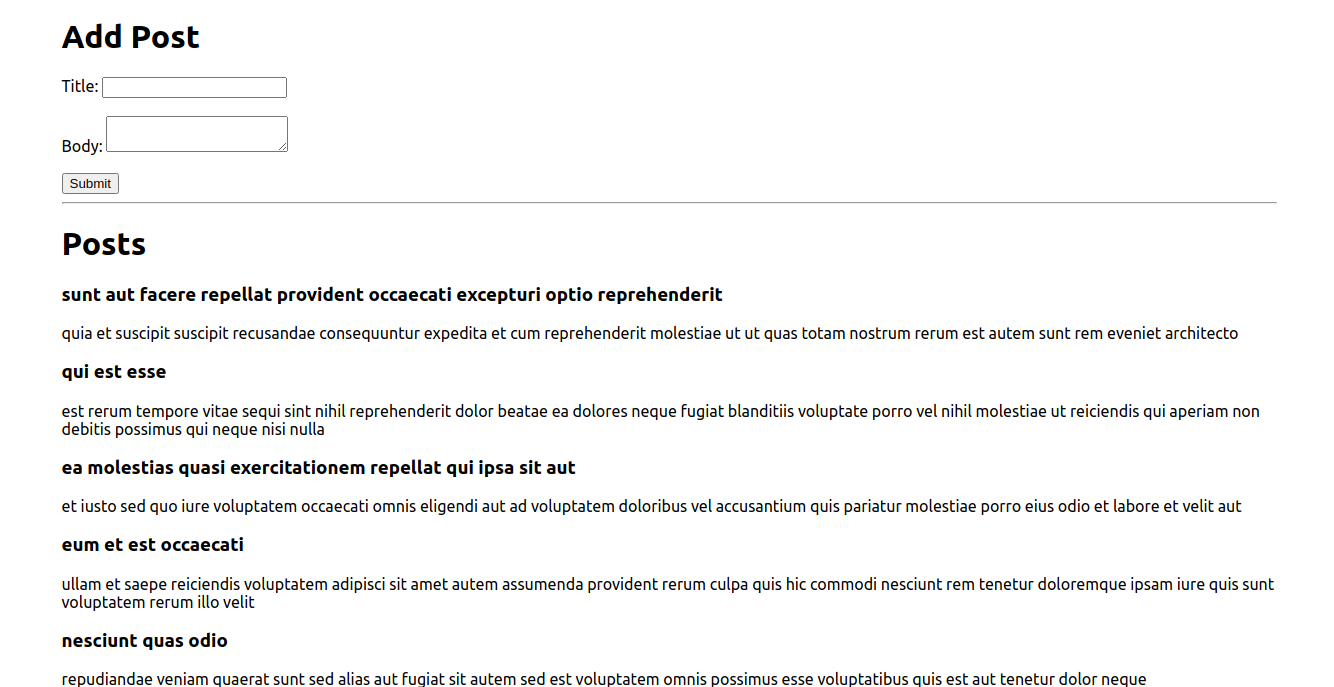 Add Post
Title:
Body:
Submit
Posts
sunt aut facere repellat provident occaecati excepturi optio reprehenderit
quia et suscipit suscipit recusandae consequuntur expedita et cum reprehenderit molestiae ut ut quas totam nostrum rerum est autem sunt rem eveniet architecto
qui est esse
est rerum tempore vitae sequi sint nihil reprehenderit dolor beatae ea dolores neque fugiat blanditiis voluptate porro vel nihil molestiae ut reiciendis qui aperiam non
debitis possimus qui neque nisi nulla
ea molestias quasi exercitationem repellat qui ipsa sit aut
et iusto sed quo iure voluptatem occaecati omnis eligendi aut ad voluptatem doloribus vel accusantium quis pariatur molestiae porro eius odio et labore et velit aut
eum et est occaecati
ullam et saepe reiciendis voluptatem adipisci sit amet autem assumenda provident rerum culpa quis hic commodi nesciunt rem tenetur doloremque ipsam iure quis sunt
voluptatem rerum illo velit
nesciunt quas odio
repudiandae veniam quaerat sunt sed alias aut fugiat sit autem sed est voluptatem omnis possimus esse voluptatibus quis est aut tenetur dolor neque